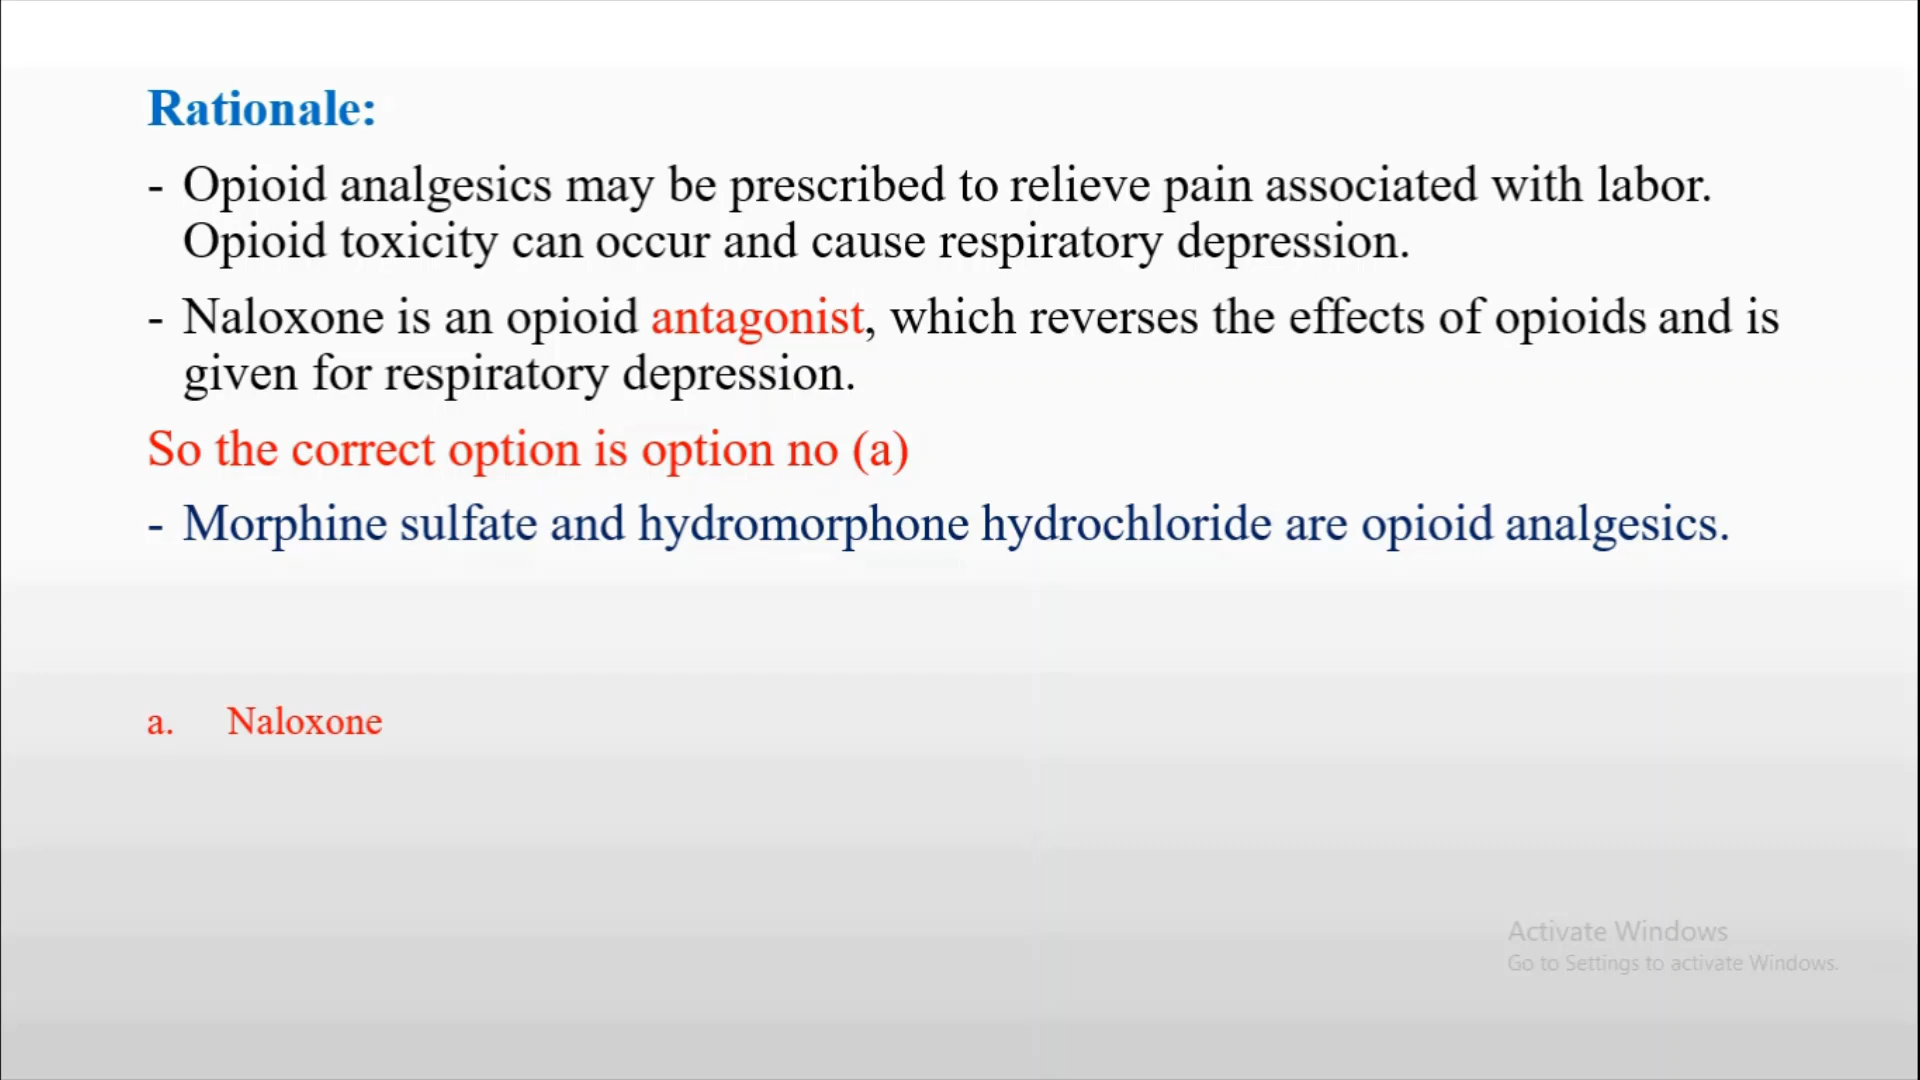 Rationale:
- Opioid analgesics may be prescribed to relieve pain associated with labor.
Opioid toxicity can occur and cause respiratory depression.
- Naloxone is an opioid antagonist, which reverses the effects of opioids and is
given for respiratory depression.
So the correct option is option no (a)
- Morphine sulfate and hydromorphone hydrochloride are opioid analgesics.
a. Naloxone
Activate Windows
Go to Settings to activate Windows.